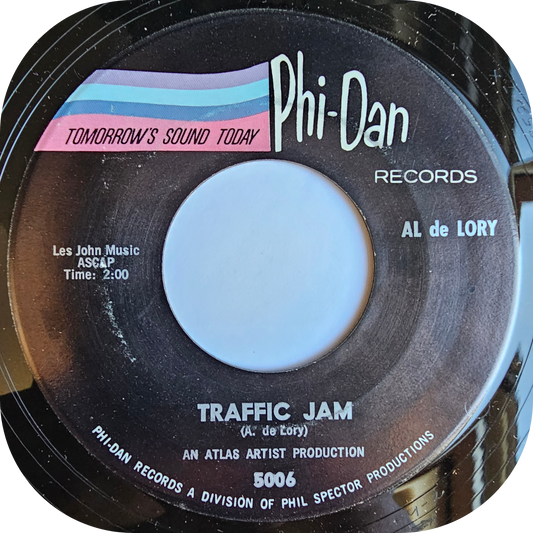 Phi-Dan
TOMORROW'S SOUND TODAY
RECORDS
AL de LORY
Les John Music
ASCAP
Time: 2:00
TRAFFIC JAM
(A. de Lory)
AN ATLAS ARTIST PRODUCTION
5006
PHI-DAN RECORDS A DIVISION OF PHIL SPECTOR PRODUCTIONS